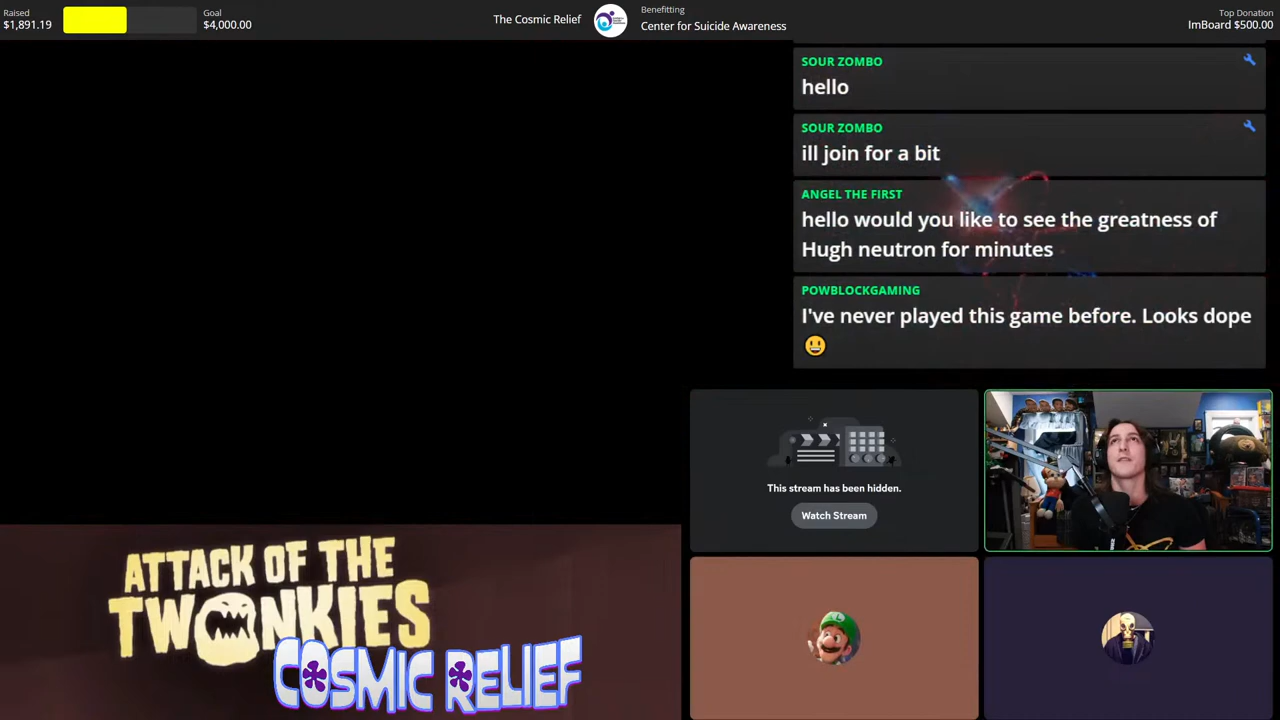 Raised
$1,891.19
Goal
$4,000.00
The Cosmic Relief
Benefitting
Center for Suicide Awareness
Top Donation
ImBoard $500.00
SOUR ZOMBO
hello
SOUR ZOMBO
ill join for a bit
ANGEL THE FIRST
hello would you like to see the greatness of
Hugh neutron for minutes
POWBLOCKGAMING
I've never played this game before. Looks dope
😀
This stream has been hidden.
Watch Stream
ATTACK OF THE
TWONKIES
COSMIC RELIEF